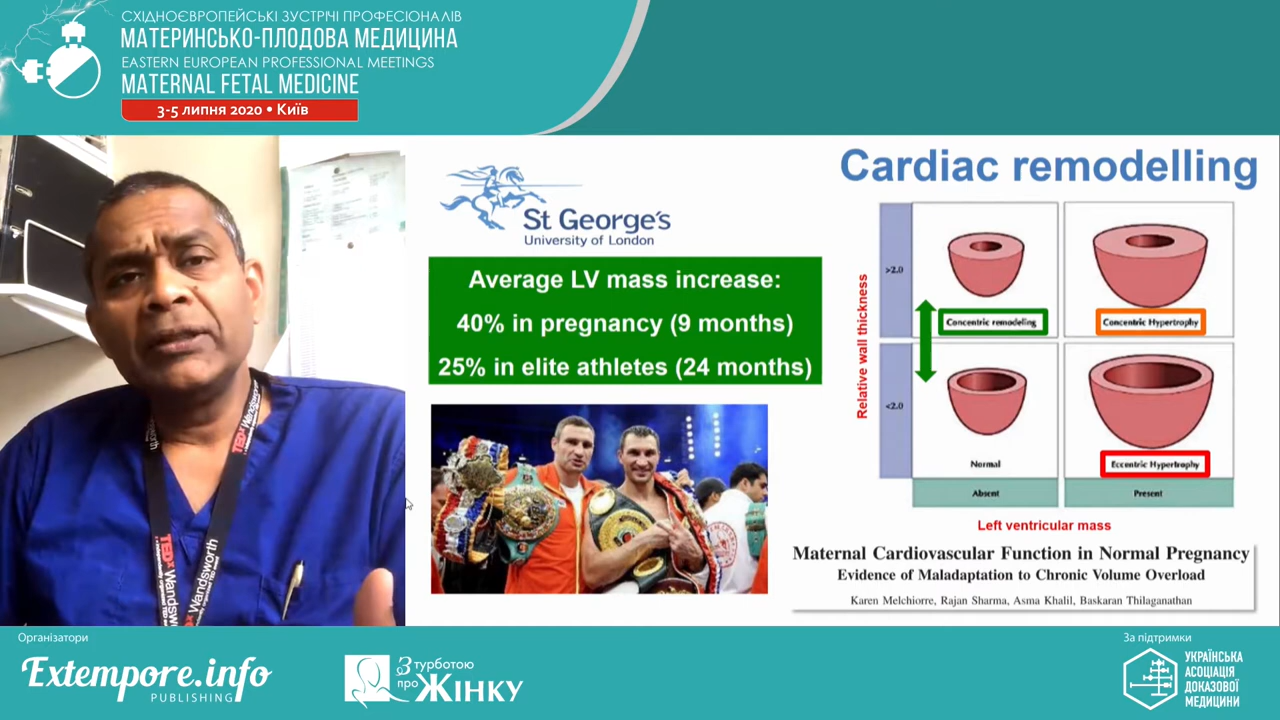 СХІДНОЄВРОПЕЙСЬКІ ЗУСТРІЧІ ПРОФЕСІОНАЛІВ
МАТЕРИНСЬКО-ПЛОДОВА МЕДИЦИНА
EASTERN EUROPEAN PROFESSIONAL MEETINGS
MATERNAL FETAL MEDICINE
3-5 липня 2020 • Київ
TEDx Wandsworth
St George's
University of London
Average LV mass increase:
40% in pregnancy (9 months)
25% in elite athletes (24 months)
Cardiac remodelling
Relative wall thickness
>2.0
Concentric remodeling
Concentric Hypertrophy
<2.0
Normal
Eccentric Hypertrophy
Absent
Present
Left ventricular mass
Maternal Cardiovascular Function in Normal Pregnancy
Evidence of Maladaptation to Chronic Volume Overload
Karen Melchiorre, Rajan Sharma, Asma Khalil, Baskaran Thilaganathan
Організатори
Extempore.info
PUBLISHING
З турботою
про ЖІНКУ
За підтримки
УКРАЇНСЬКА
АСОЦІАЦІЯ
ДОКАЗОВОЇ
МЕДИЦИНИ